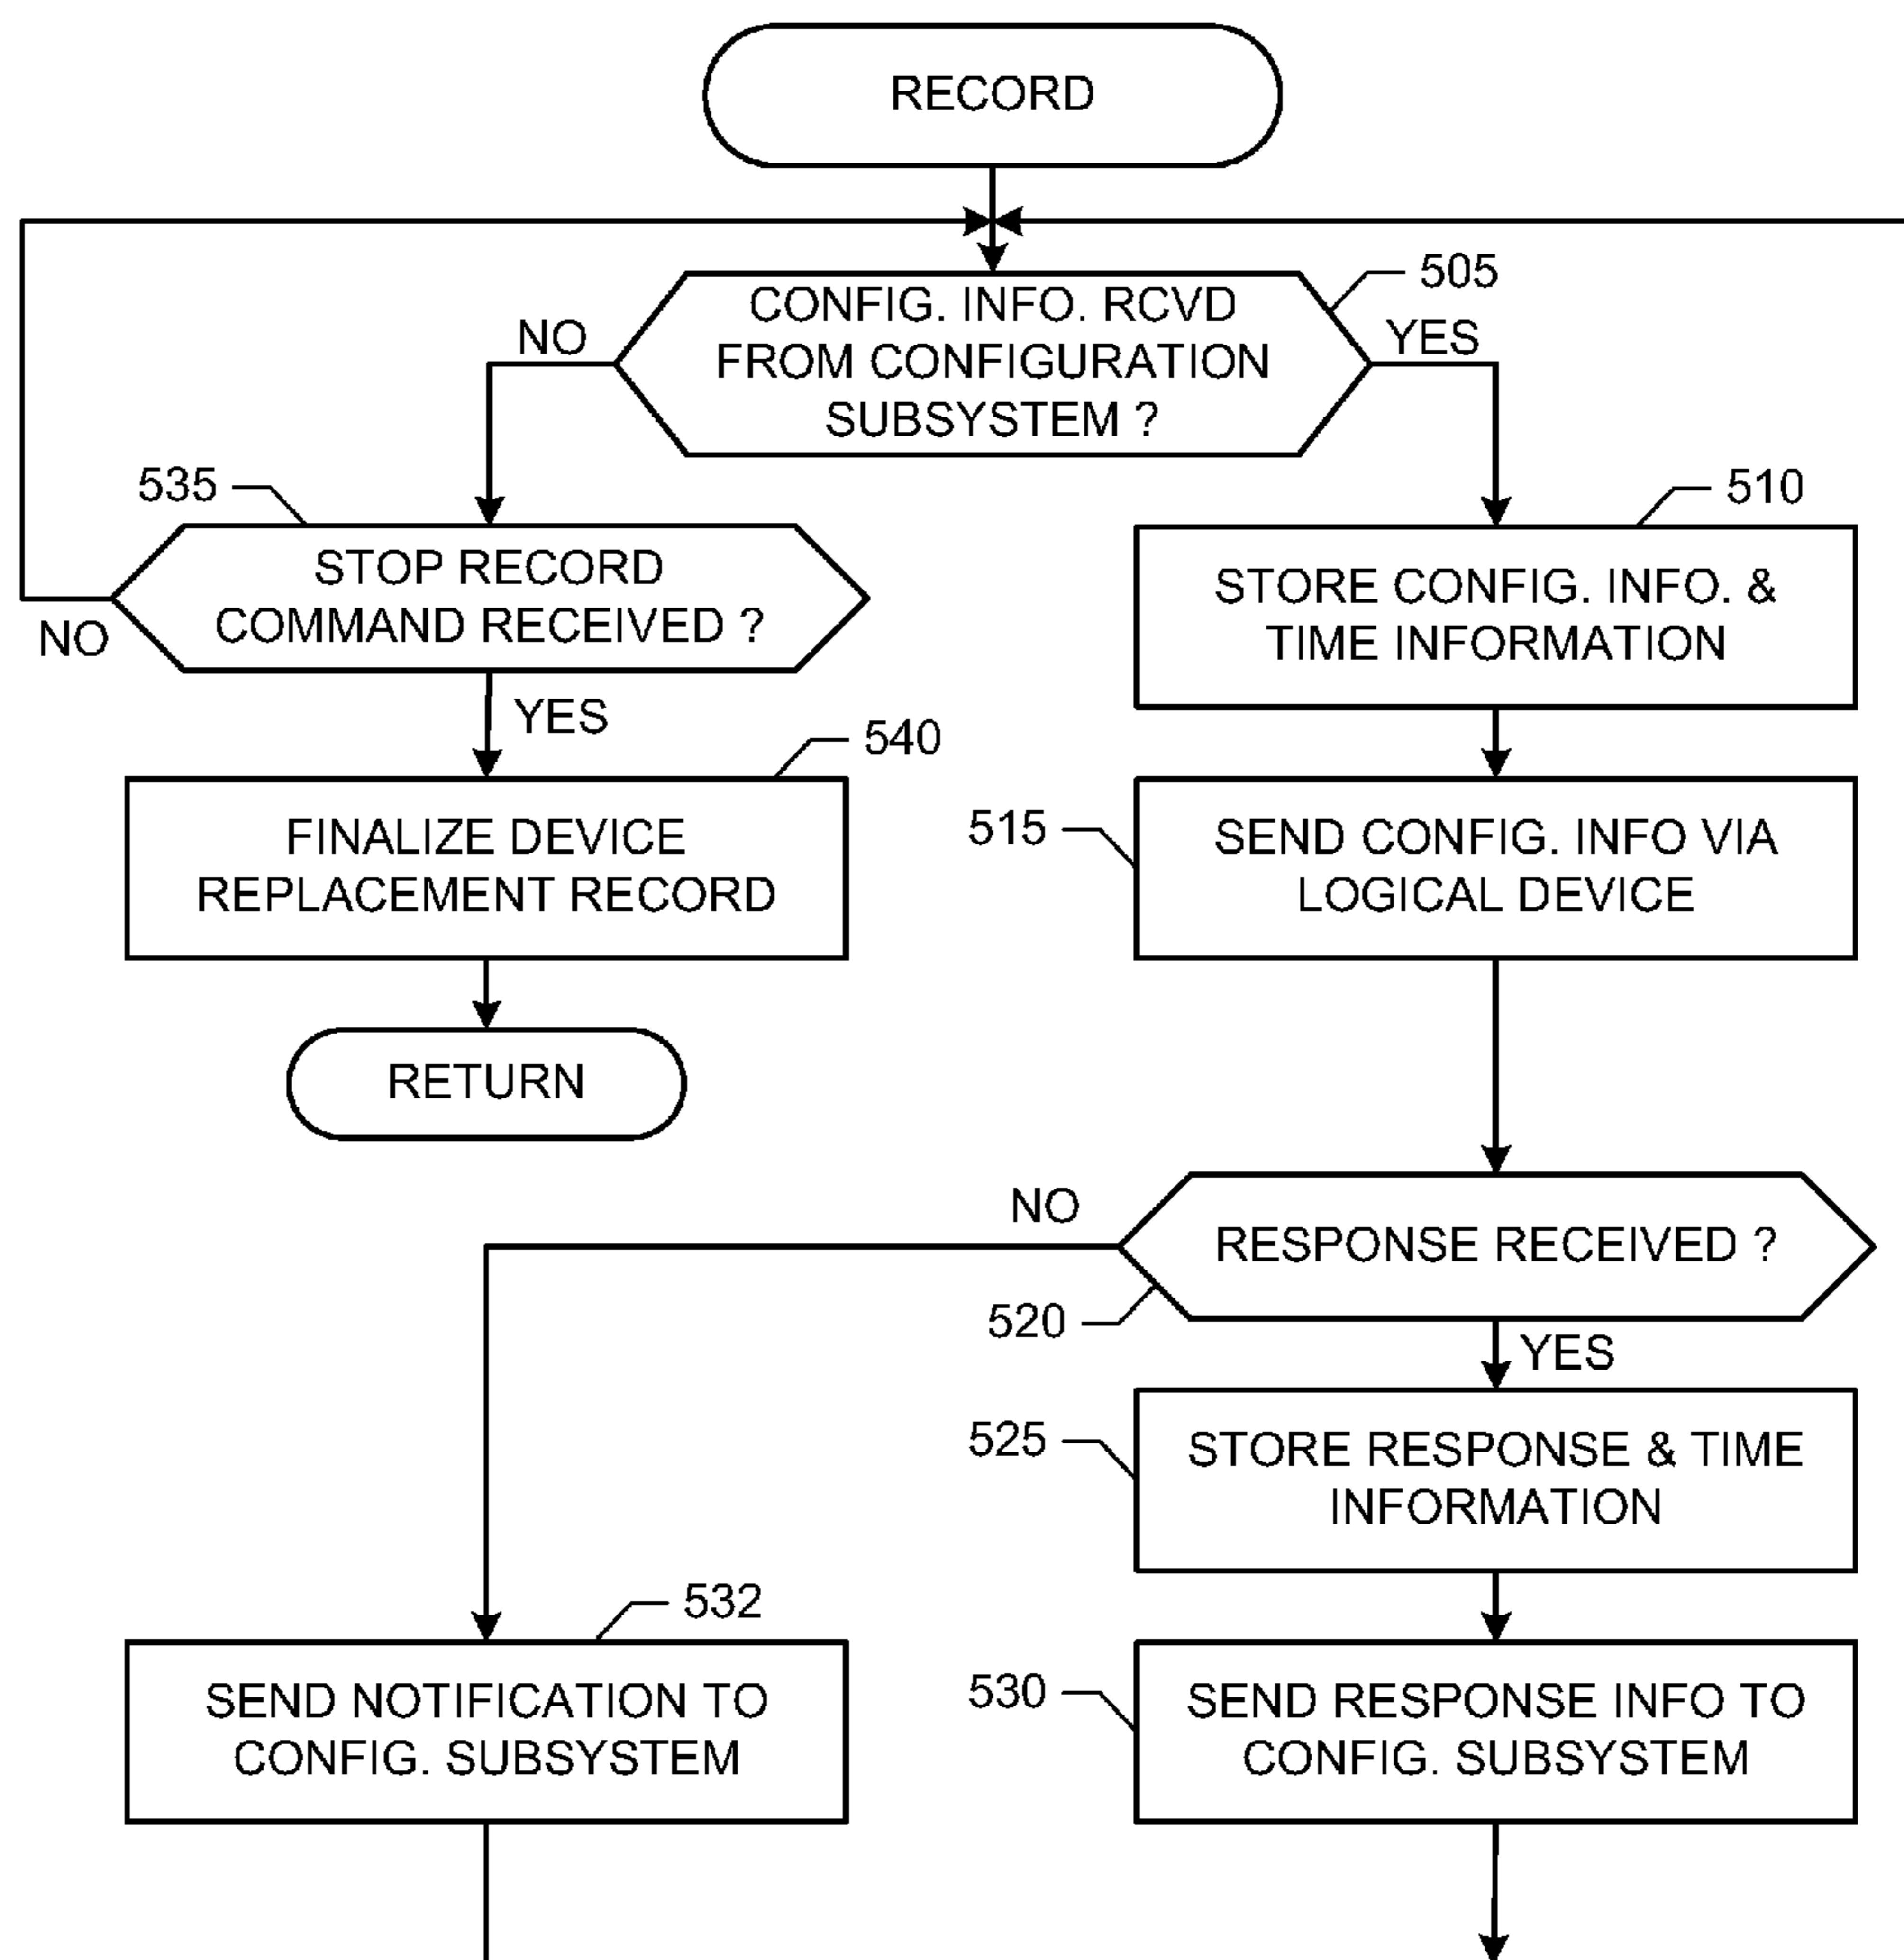 RECORD
505
CONFIG. INFO. RCVD
FROM CONFIGURATION
SUBSYSTEM ?
NO
YES
535
STOP RECORD
COMMAND RECEIVED ?
NO
YES
510
STORE CONFIG. INFO. &
TIME INFORMATION
540
FINALIZE DEVICE
REPLACEMENT RECORD
515
SEND CONFIG. INFO VIA
LOGICAL DEVICE
RETURN
NO
RESPONSE RECEIVED ?
520
YES
525
STORE RESPONSE & TIME
INFORMATION
532
SEND NOTIFICATION TO
CONFIG. SUBSYSTEM
530
SEND RESPONSE INFO TO
CONFIG. SUBSYSTEM